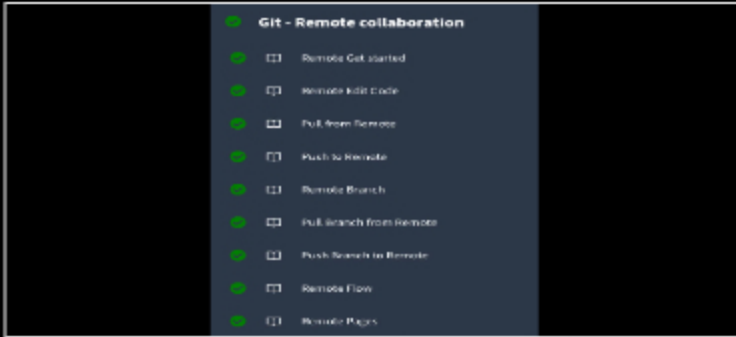 Git - Remote collaboration
Remote Get started
Remote Edit Code
Pull from Remote
Push to Remote
Remote Branch
Pull Branch from Remote
Push Branch to Remote
Remote Flow
Remote Pages